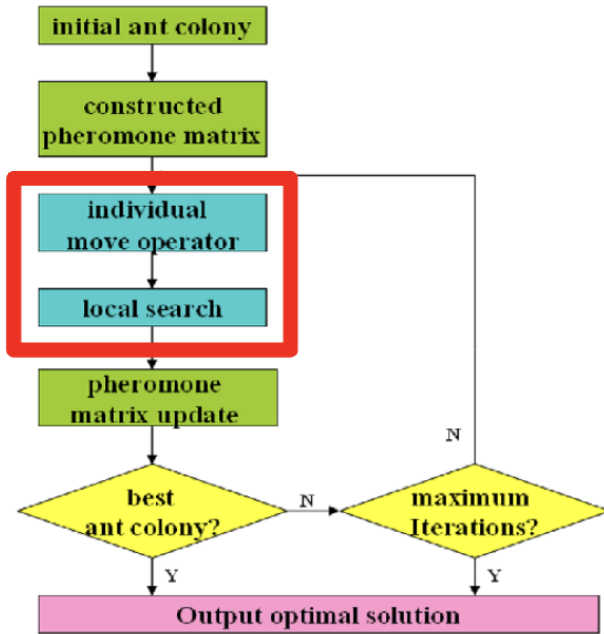 initial ant colony
constructed
pheromone matrix
individual
move operator
local search
pheromone
matrix update
N
best
ant colony?
N
maximum
Iterations?
Y
Y
Output optimal solution